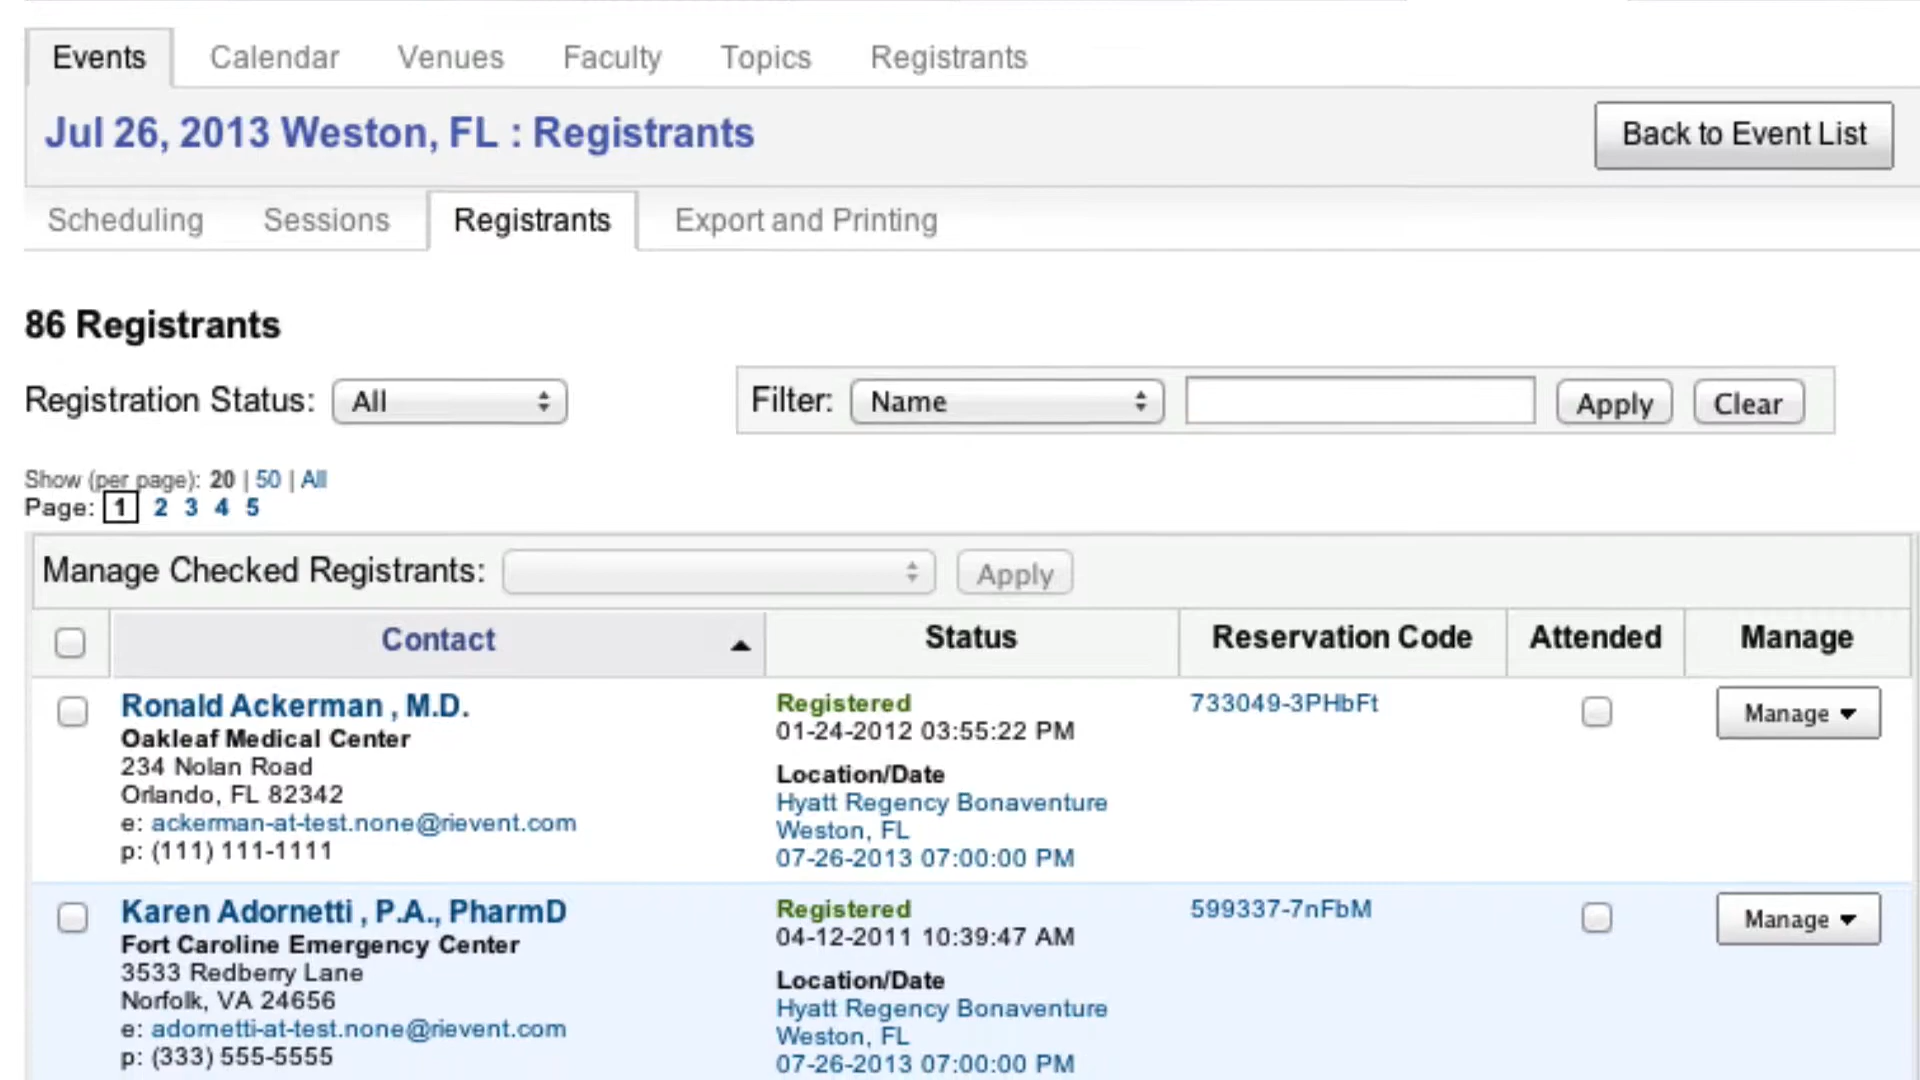 Events Calendar Venues Faculty Topics Registrants
Jul 26, 2013 Weston, FL : Registrants
Back to Event List
Scheduling Sessions Registrants Export and Printing
86 Registrants
Registration Status: All Filter: Name Apply Clear
Show (per page): 20 | 50 | All
Page: 1 2 3 4 5
Manage Checked Registrants: Apply
Contact Status Reservation Code Attended Manage
Ronald Ackerman , M.D.
Oakleaf Medical Center
234 Nolan Road
Orlando, FL 82342
e: ackerman-at-test.none@rievent.com
p: (111) 111-1111
Registered
01-24-2012 03:55:22 PM
Location/Date
Hyatt Regency Bonaventure
Weston, FL
07-26-2013 07:00:00 PM
733049-3PHbFt
Manage
Karen Adornetti , P.A., PharmD
Fort Caroline Emergency Center
3533 Redberry Lane
Norfolk, VA 24656
e: adornetti-at-test.none@rievent.com
p: (333) 555-5555
Registered
04-12-2011 10:39:47 AM
Location/Date
Hyatt Regency Bonaventure
Weston, FL
07-26-2013 07:00:00 PM
599337-7nFbM
Manage